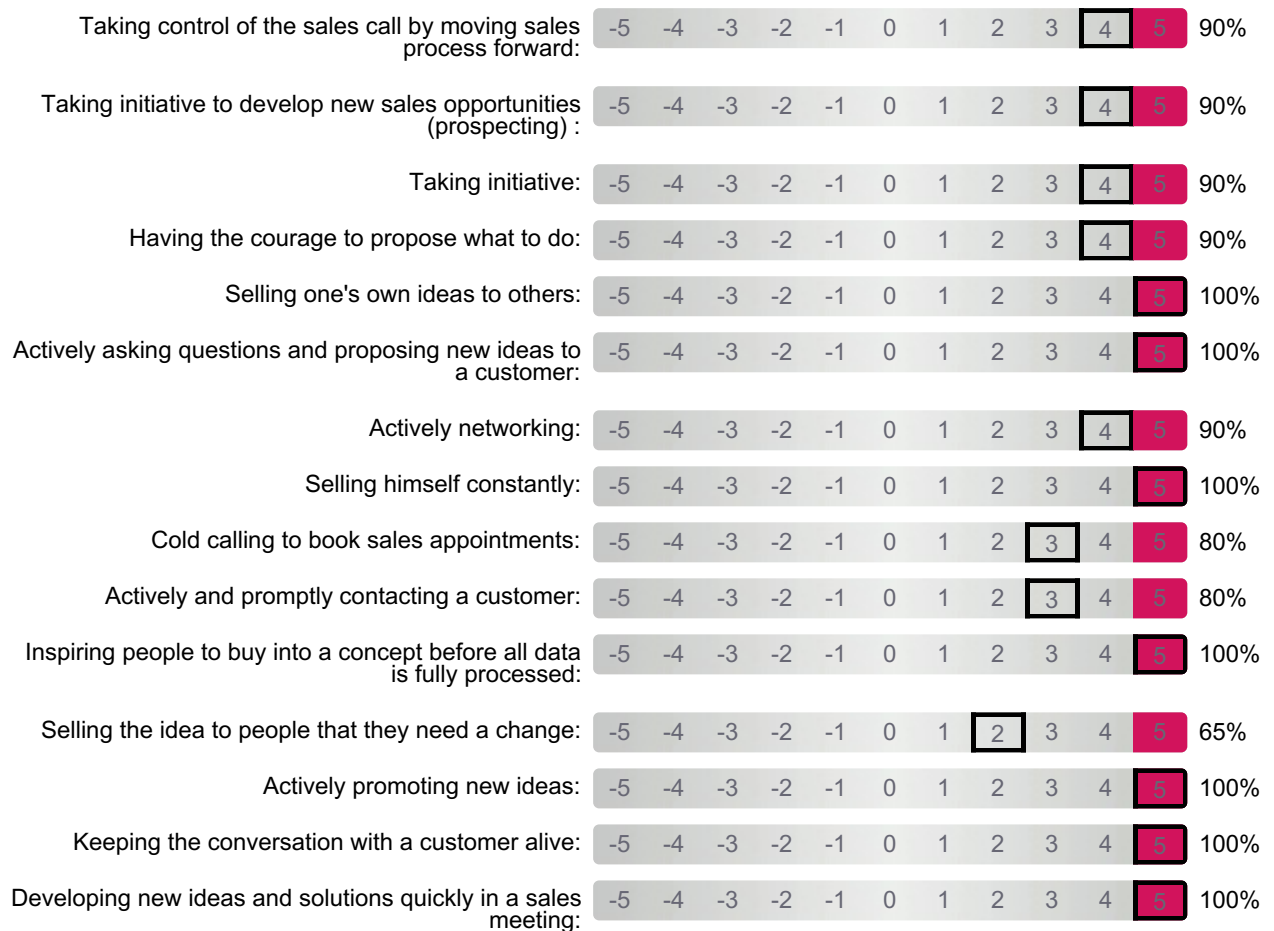 Taking control of the sales call by moving sales
process forward:
-5 -4 -3 -2 -1 0 1 2 3 4 5 90%
Taking initiative to develop new sales opportunities
(prospecting) :
-5 -4 -3 -2 -1 0 1 2 3 4 5 90%
Taking initiative: -5 -4 -3 -2 -1 0 1 2 3 4 5 90%
Having the courage to propose what to do: -5 -4 -3 -2 -1 0 1 2 3 4 5 90%
Selling one's own ideas to others: -5 -4 -3 -2 -1 0 1 2 3 4 5 100%
Actively asking questions and proposing new ideas to
a customer:
-5 -4 -3 -2 -1 0 1 2 3 4 5 100%
Actively networking: -5 -4 -3 -2 -1 0 1 2 3 4 5 90%
Selling himself constantly: -5 -4 -3 -2 -1 0 1 2 3 4 5 100%
Cold calling to book sales appointments: -5 -4 -3 -2 -1 0 1 2 3 4 5 80%
Actively and promptly contacting a customer: -5 -4 -3 -2 -1 0 1 2 3 4 5 80%
Inspiring people to buy into a concept before all data
is fully processed:
-5 -4 -3 -2 -1 0 1 2 3 4 5 100%
Selling the idea to people that they need a change: -5 -4 -3 -2 -1 0 1 2 3 4 5 65%
Actively promoting new ideas: -5 -4 -3 -2 -1 0 1 2 3 4 5 100%
Keeping the conversation with a customer alive: -5 -4 -3 -2 -1 0 1 2 3 4 5 100%
Developing new ideas and solutions quickly in a sales
meeting:
-5 -4 -3 -2 -1 0 1 2 3 4 5 100%